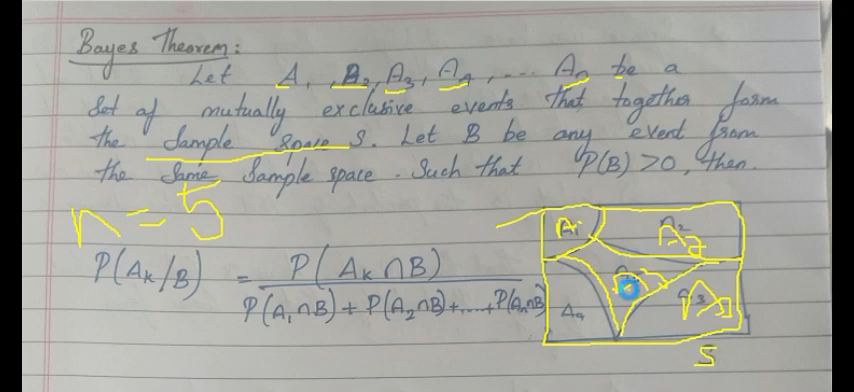 Bayes Theorem:
Let A₁, B₂, A₃, A₄, .... Aₙ be a
set of mutually exclusive events that together form
the sample space S. Let B be any event from
the same sample space. Such that P(B) > 0, then.
n = 5
P(Aₖ/B) = P(Aₖ ∩ B)
P(A₁∩B) + P(A₂∩B) + .... + P(Aₙ∩B)
A₁ A₂
A₄ A₃
S